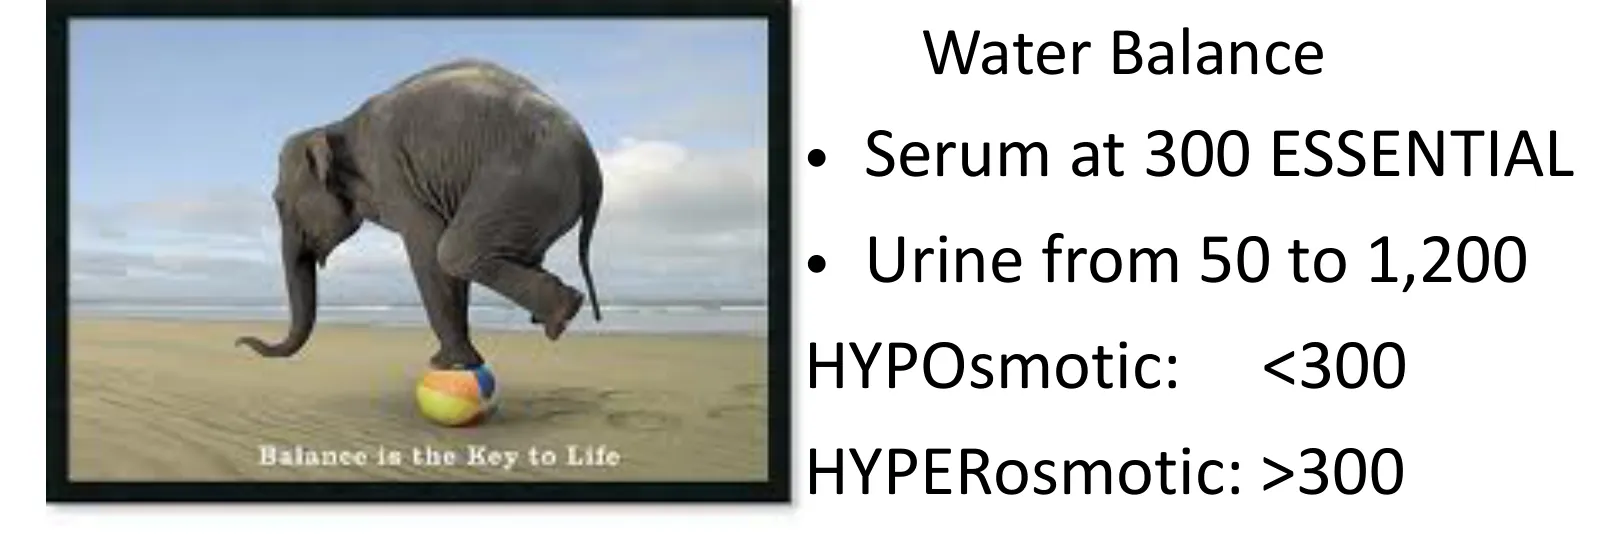 Water Balance
• Serum at 300 ESSENTIAL
• Urine from 50 to 1,200
HYPOsmotic: <300
HYPERosmotic: >300
Balance is the Key to Life